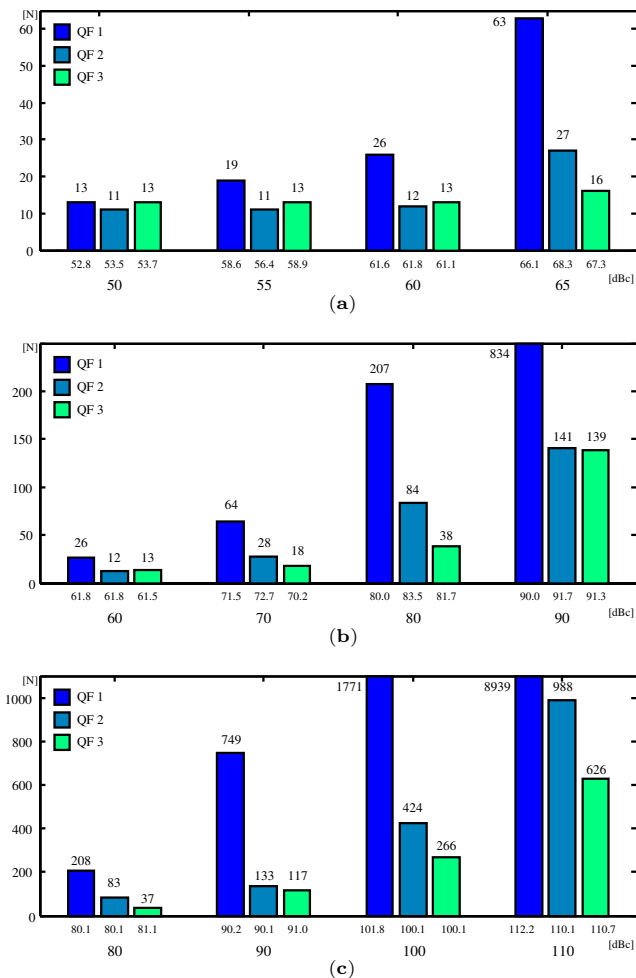 [N]
QF 1
QF 2
QF 3
60
50
40
30
20
10
0
13 11 13
19 11 13
26 12 13
63 27 16
52.8 53.5 53.7 58.6 56.4 58.9 61.6 61.8 61.1 66.1 68.3 67.3
50 55 60 65 [dBc]
(a)
[N]
QF 1
QF 2
QF 3
200
150
100
50
0
26 12 13
64 28 18
207 84 38
834 141 139
61.8 61.8 61.5 71.5 72.7 70.2 80.0 83.5 81.7 90.0 91.7 91.3
60 70 80 90 [dBc]
(b)
[N]
QF 1
QF 2
QF 3
1000
800
600
400
200
0
208 83 37
749 133 117
1771 424 266
8939 988 626
80.1 80.1 81.1 90.2 90.1 91.0 101.8 100.1 100.1 112.2 110.1 110.7
80 90 100 110 [dBc]
(c)